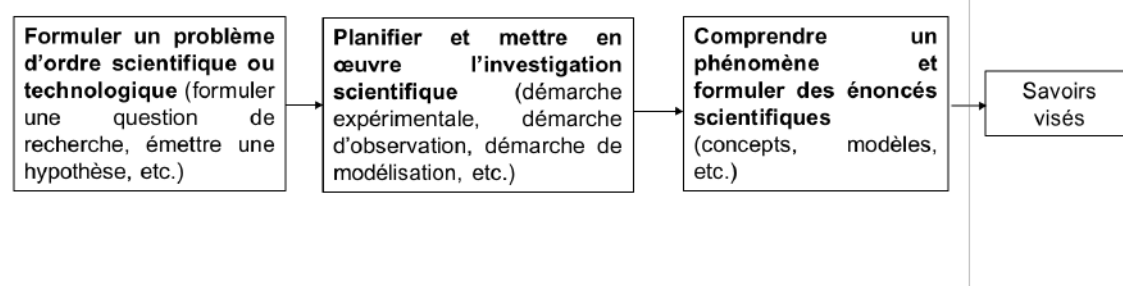 Formuler un problème
d'ordre scientifique ou
technologique (formuler
une question de
recherche, émettre une
hypothèse, etc.)
Planifier et mettre en
œuvre l'investigation
scientifique (démarche
expérimentale, démarche
d'observation, démarche de
modélisation, etc.)
Comprendre un
phénomène et
formuler des énoncés
scientifiques
(concepts, modèles,
etc.)
Savoirs
visés